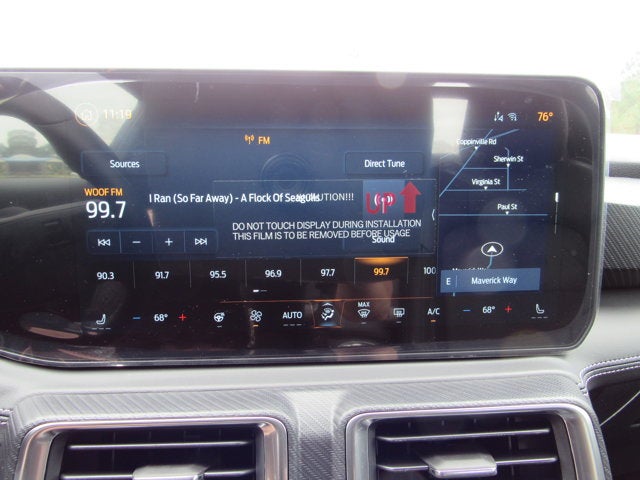 11:19
76°
FM
Coppinville Rd
Sherwin St
Virginia St
Paul St
Sources
Direct Tune
WOOF FM
99.7
I Ran (So Far Away) - A Flock Of Seagulls
CAUTION!!!
UP
DO NOT TOUCH DISPLAY DURING INSTALLATION
THIS FILM IS TO BE REMOVED BEFORE USAGE
Sound
90.3 91.7 95.5 96.9 97.7 99.7 100
E Maverick Way
68° AUTO MAX A/C 68°